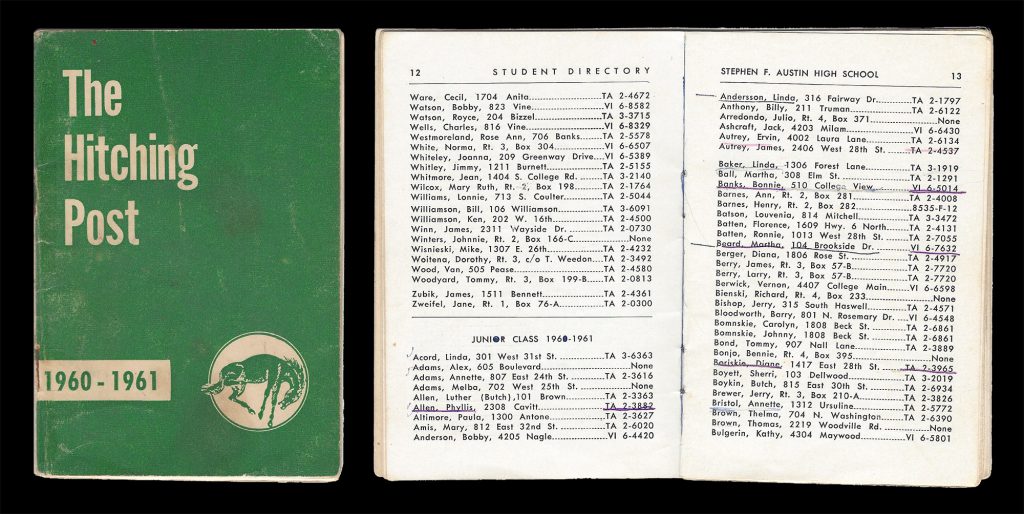 The
Hitching
Post
1960 - 1961
12 STUDENT DIRECTORY
Ware, Cecil, 1704 Anita TA 2-4672
Watson, Bobby, 823 Vine VI 6-8582
Watson, Royce, 204 Bizzel TA 3-3715
Wells, Charles, 816 Vine VI 6-8329
Westmoreland, Rose Ann, 706 Banks TA 2-5578
White, Norma, Rt. 3, Box 304 VI 6-6507
Whiteley, Joanna, 209 Greenway Drive VI 6-5389
Whitley, Jimmy, 1211 Burnett TA 2-5155
Whitmore, Jean, 1404 S. College Rd. TA 3-2140
Wilcox, Mary Ruth, Rt. 2, Box 198 TA 2-1764
Williams, Lonnie, 713 S. Coulter TA 2-5044
Williamson, Bill, 106 Williamson TA 3-6091
Williamson, Ken, 202 W. 16th TA 2-4500
Winn, James, 2311 Wayside Dr. TA 2-0730
Winters, Johnnie, Rt. 2, Box 166-C None
Wisnieski, Mike, 1307 E. 26th TA 2-4232
Woitena, Dorothy, Rt. 3, c/o T. Weedon TA 2-3492
Wood, Van, 505 Pease TA 2-4580
Woodyard, Tommy, Rt. 3, Box 199-B TA 2-0813
Zubik, James, 1511 Bennett TA 2-4361
Zweifel, Jane, Rt. 1, Box 76-A TA 2-0300
JUNIOR CLASS 1960-1961
Acord, Linda, 301 West 31st St. TA 3-6363
Adams, Alex, 605 Boulevard None
Adams, Annette, 807 East 24th St. TA 2-3616
Adams, Melba, 702 West 25th St. None
Allen, Luther (Butch), 101 Brown TA 2-3363
Allen, Phyllis, 2308 Cavitt TA 2-3882
Altimore, Paula, 1300 Antone TA 2-3627
Amis, Mary, 812 East 32nd St. TA 2-6020
Anderson, Bobby, 4205 Nagle VI 6-4420
STEPHEN F. AUSTIN HIGH SCHOOL 13
Andersson, Linda, 316 Fairway Dr. TA 2-1797
Anthony, Billy, 211 Truman TA 2-6122
Arredondo, Julio, Rt. 4, Box 371 None
Ashcraft, Jack, 4203 Milam VI 6-6430
Autrey, Ervin, 4002 Laura Lane TA 2-6134
Autrey, James, 2406 West 28th St. TA 2-4537
Baker, Linda, 1306 Forest Lane TA 3-1919
Ball, Martha, 308 Elm St. TA 2-1291
Banks, Bonnie, 510 College View VI 6-5014
Barnes, Ann, Rt. 2, Box 281 TA 2-4008
Barnes, Henry, Rt. 2, Box 282 8535-F-12
Batson, Louvenia, 814 Mitchell TA 3-3472
Batten, Florence, 1609 Hwy. 6 North TA 2-4131
Batten, Ronnie, 1013 West 28th St. TA 2-7055
Beard, Martha, 104 Brookside Dr. VI 6-7632
Berger, Diana, 1806 Rose St. TA 2-4917
Berry, James, Rt. 3, Box 57-B TA 2-7720
Berry, Larry, Rt. 3, Box 57-B TA 2-7720
Berwick, Vernon, 4407 College Main VI 6-6598
Bienski, Richard, Rt. 4, Box 233 None
Bishop, Jerry, 315 South Haswell TA 2-4571
Bloodworth, Barry, 801 N. Rosemary Dr. VI 6-4548
Bomnskie, Carolyn, 1808 Beck St. TA 2-6861
Bomnskie, Johnny, 1808 Beck St. TA 2-6861
Bond, Tommy, 907 Nall Lane TA 2-3889
Bonjo, Bennie, Rt. 4, Box 395 None
Boriskie, Diane, 1417 East 28th St. TA 2-3965
Boyett, Sherri, 103 Dellwood TA 3-2019
Boykin, Butch, 815 East 30th St. TA 2-6934
Brewer, Jerry, Rt. 3, Box 210-A TA 2-3826
Bristol, Annette, 1312 Ursuline TA 2-5772
Brown, Thelma, 704 N. Washington TA 2-6390
Brown, Thomas, 2219 Woodville Rd. None
Bulgerin, Kathy, 4304 Maywood VI 6-5801